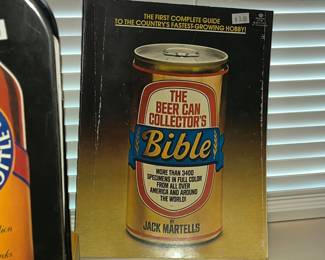 THE FIRST COMPLETE GUIDE
TO THE COUNTRY'S FASTEST-GROWING HOBBY!
THE
BEER CAN
COLLECTOR'S
Bible
MORE THAN 3400
SPECIMENS IN FULL COLOR
FROM ALL OVER
AMERICA AND AROUND
THE WORLD!
BY
JACK MARTELLS